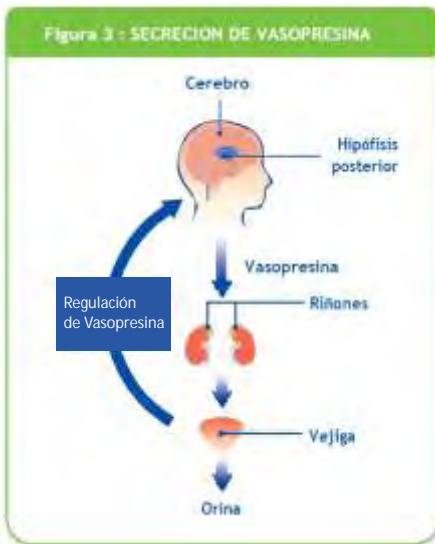 Figura 3 : SECRECION DE VASOPRESINA
Cerebro
Hipófisis
posterior
Vasopresina
Regulación
de Vasopresina
Riñones
Vejiga
Orina